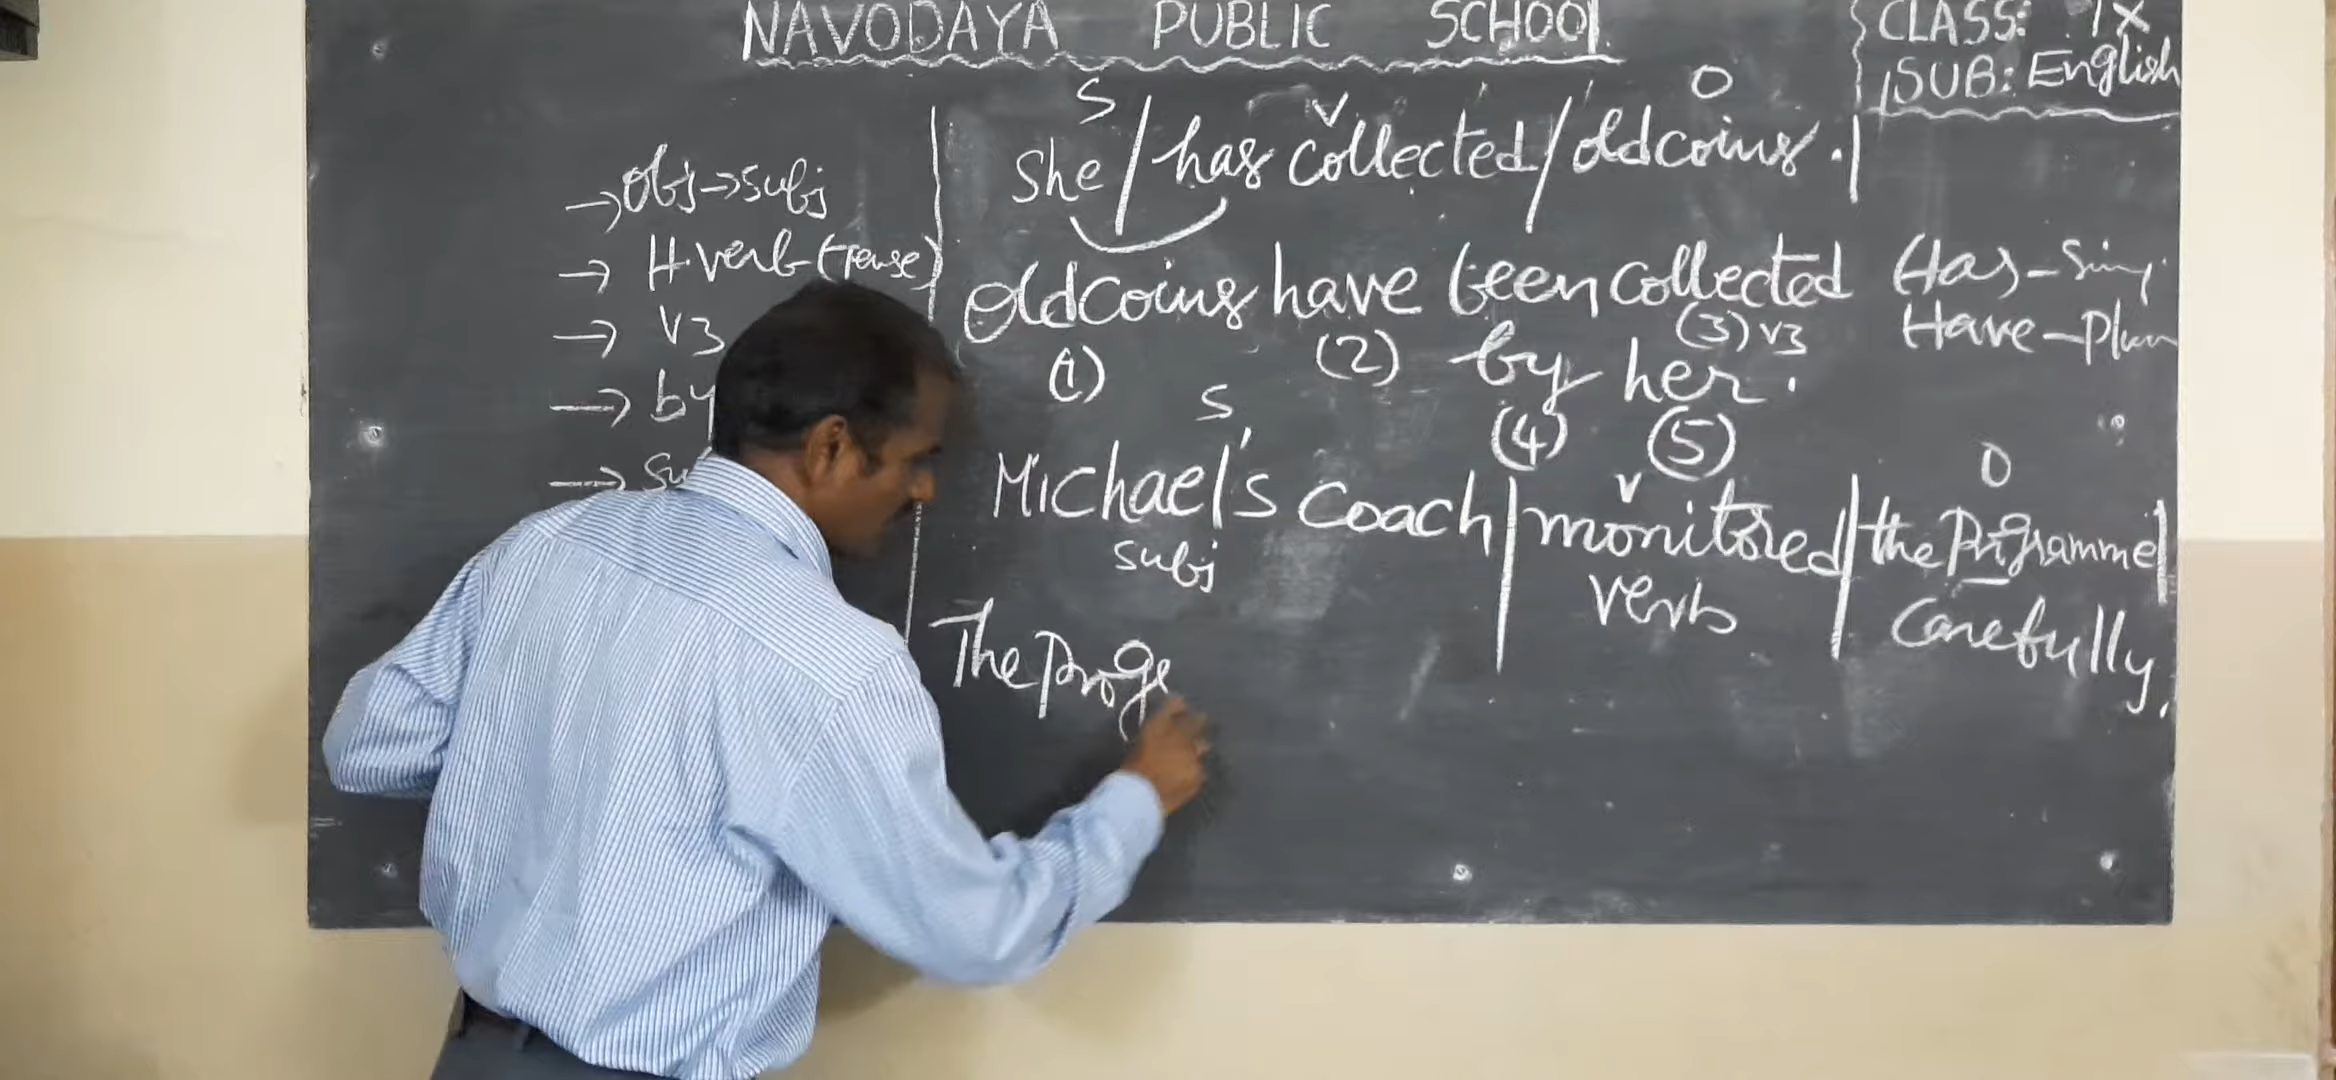 NAVODAYA PUBLIC SCHOOL
CLASS: IX
SUB: English
→ Obj → Subj
→ H.verb (Tense)
→ V3
→ by
S V O
She / has collected / old coins.
Old coins have been collected
(1) (2) (3) V3
by her.
(4) (5)
Has - Sing
Have - Plu
S V O
Michael's coach | monitored | the Programme
subj verb carefully.
The Prog